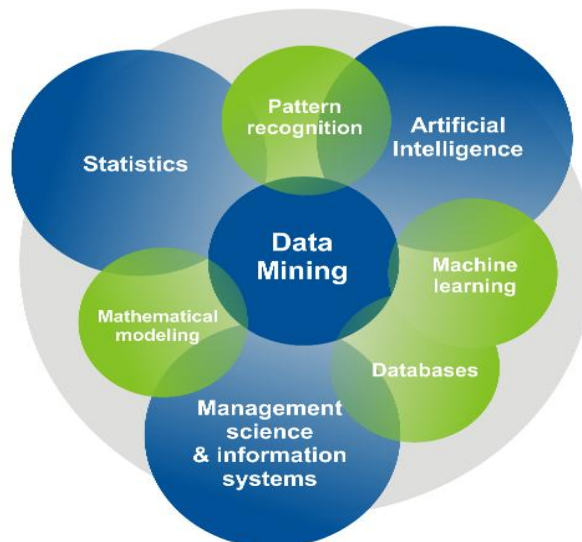 Pattern
recognition
Artificial
Intelligence
Statistics
Data
Mining
Machine
learning
Mathematical
modeling
Databases
Management
science
& information
systems